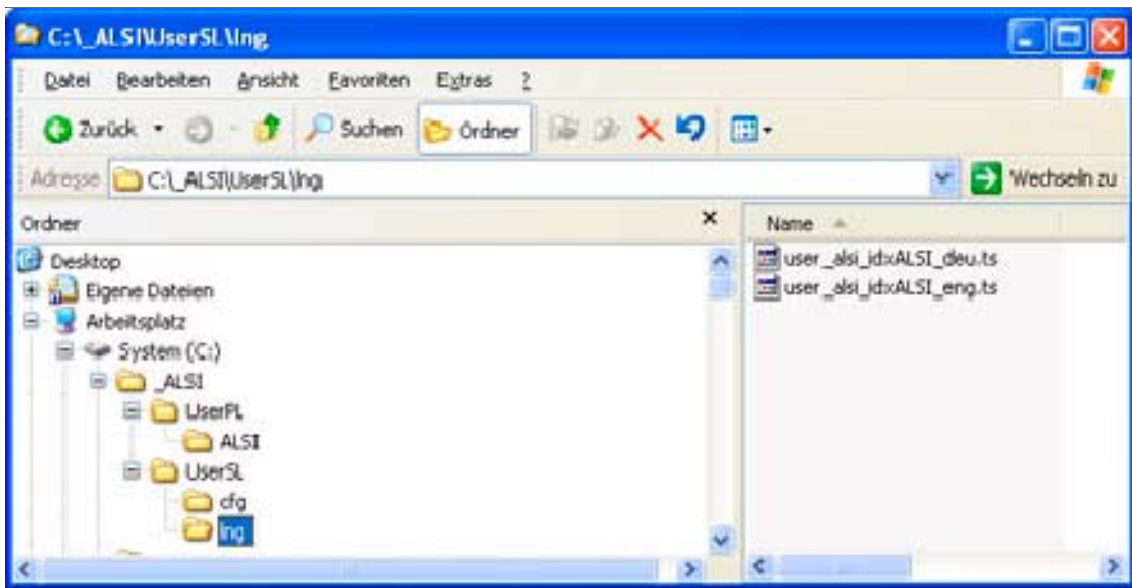 C:\_ALSI\UserSL\lng
Datei Bearbeiten Ansicht Favoriten Extras ?
Zurück Suchen Ordner
Adresse C:\_ALSI\UserSL\lng Wechseln zu
Ordner
Desktop
Eigene Dateien
Arbeitsplatz
System (C:)
_ALSI
UserPL
ALSI
UserSL
cfg
lng
Name
user_alsi_idxALSI_deu.ts
user_alsi_idxALSI_eng.ts